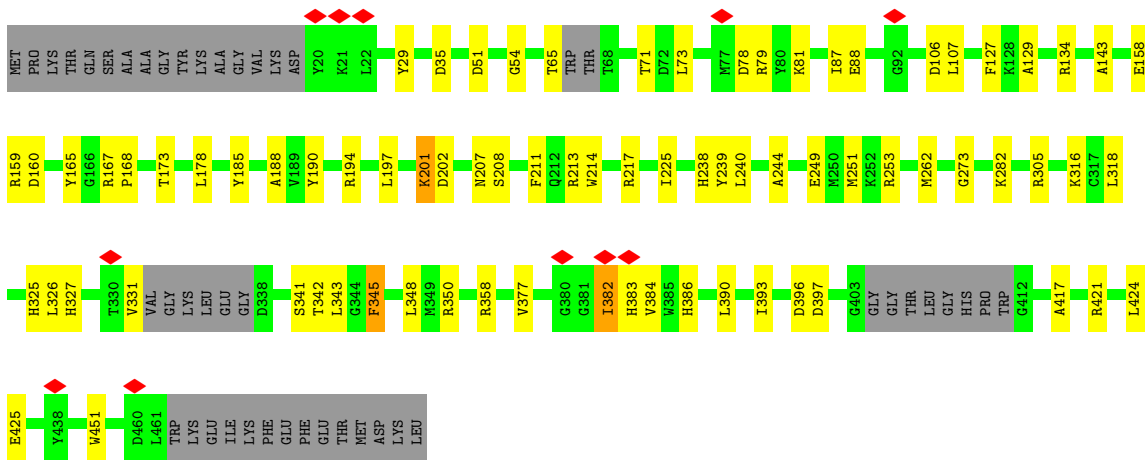 MET PRO LYS THR GLN SER ALA ALA GLY TYR LYS ALA GLY VAL LYS ASP Y20 K21 L22 Y29 D35 D51 G54 T65 TRP THR T68 T71 D72 L73 M77 D78 R79 Y80 K81 I87 E88 G92 D106 L107 F127 K128 A129 R134 A143 E158
R159 D160 Y165 G166 R167 P168 T173 L178 Y185 A188 V189 Y190 R194 L197 K201 D202 N207 S208 F211 Q212 R213 W214 R217 I225 H238 Y239 L240 A244 E249 M250 M251 K252 R253 M262 G273 K282 R305 K316 C317 L318
H325 L326 H327 T330 V331 VAL GLY LYS LEU GLU GLY D338 S341 T342 L343 G344 F345 L348 M349 R350 R358 V377 G380 G381 I382 H383 V384 W385 H386 L390 I393 D396 D397 G403 GLY GLY THR LEU GLY HIS PRO TRP G412 A417 R421 L424
E425 Y438 W451 D460 L461 TRP LYS GLU ILE LYS PHE GLU PHE GLU THR MET ASP LYS LEU